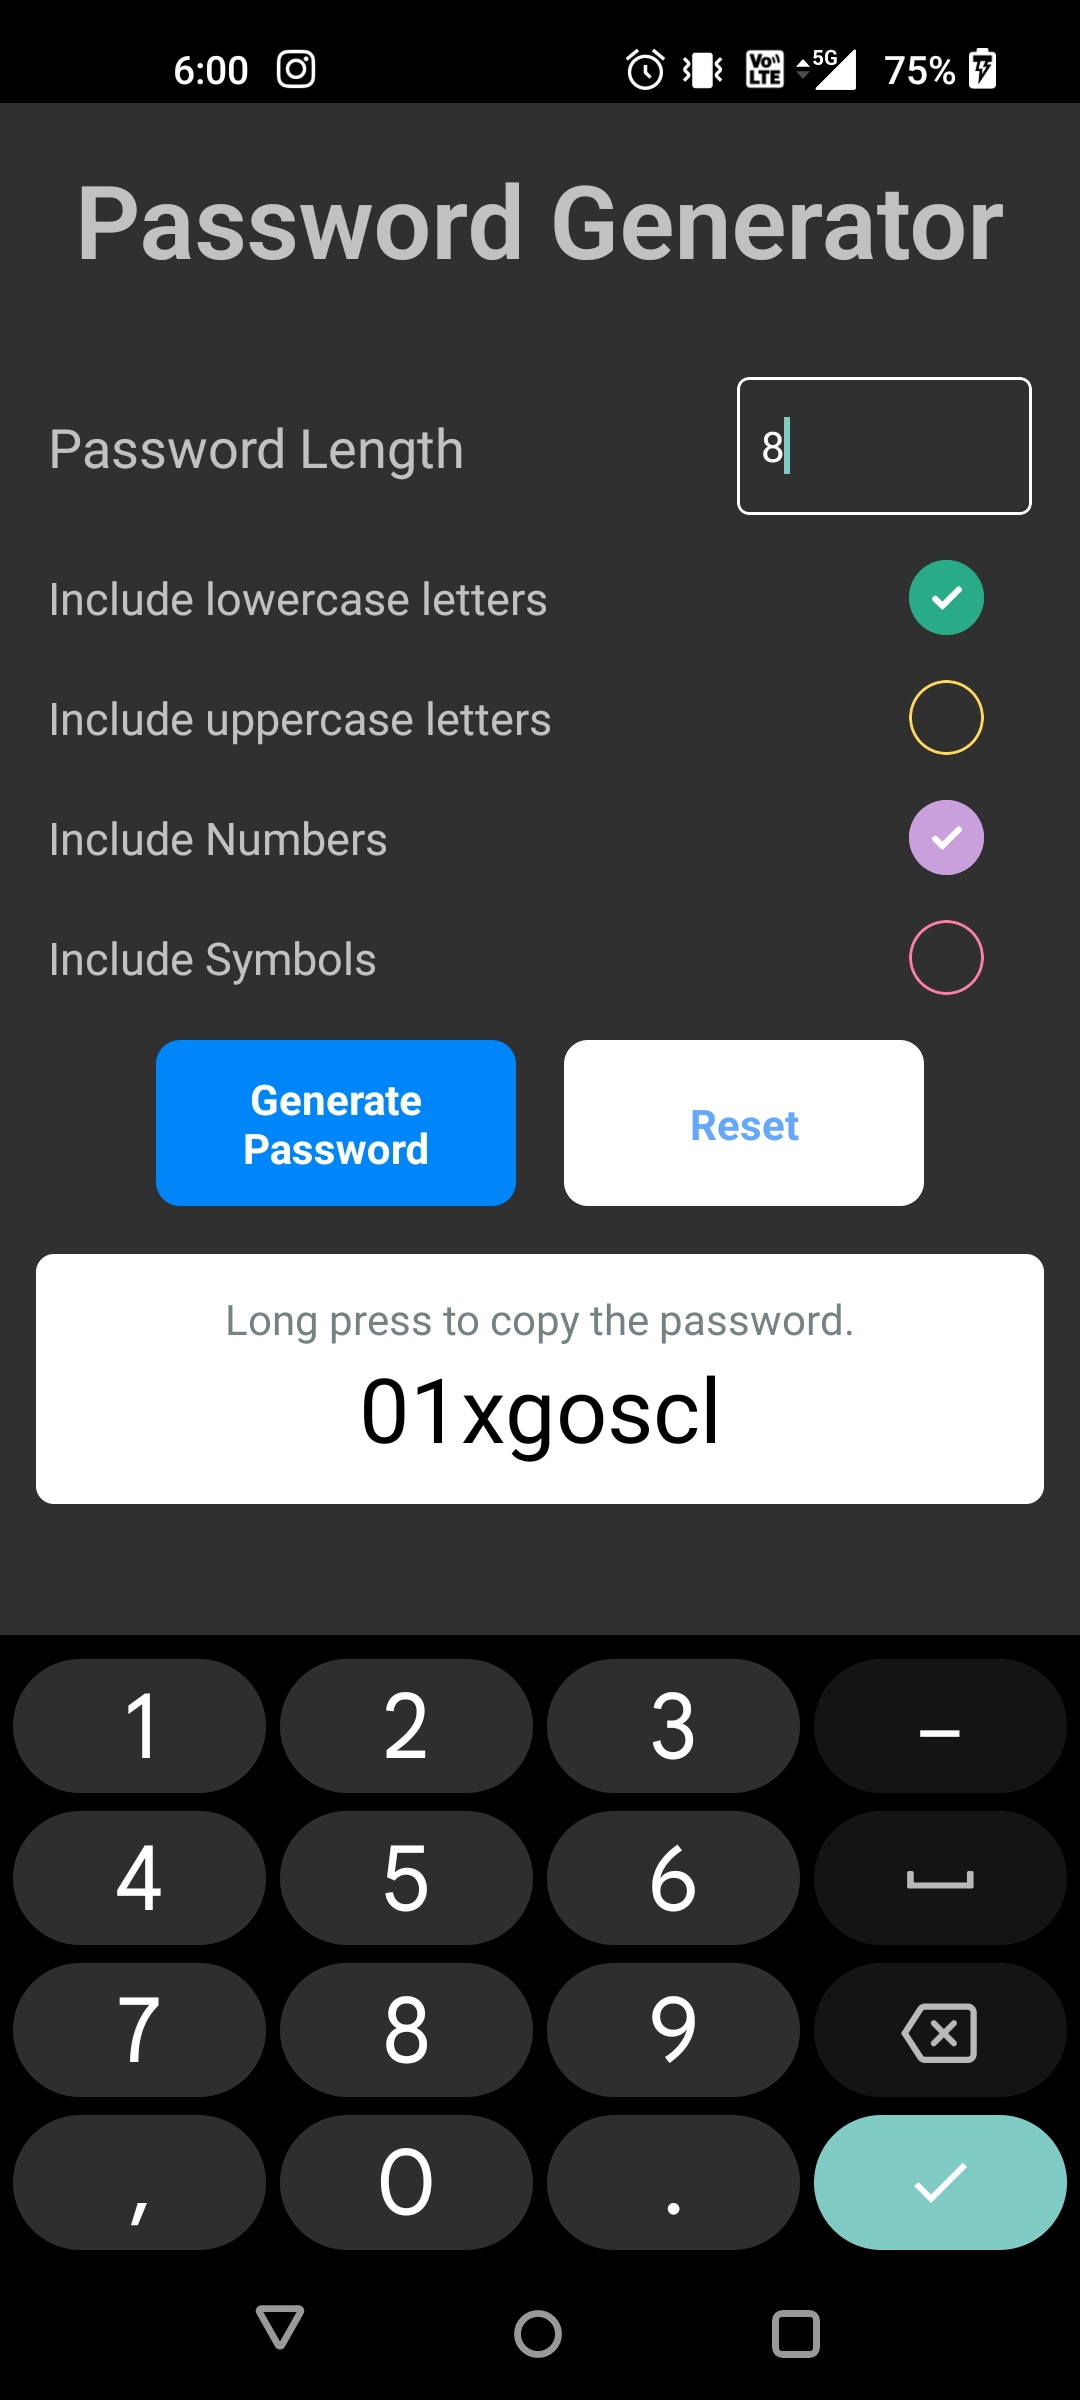 6:00 VoLTE 5G 75%
Password Generator
Password Length 8
Include lowercase letters
Include uppercase letters
Include Numbers
Include Symbols
Generate
Password
Reset
Long press to copy the password.
01xgoscl
1 2 3 –
4 5 6
7 8 9
, 0 .